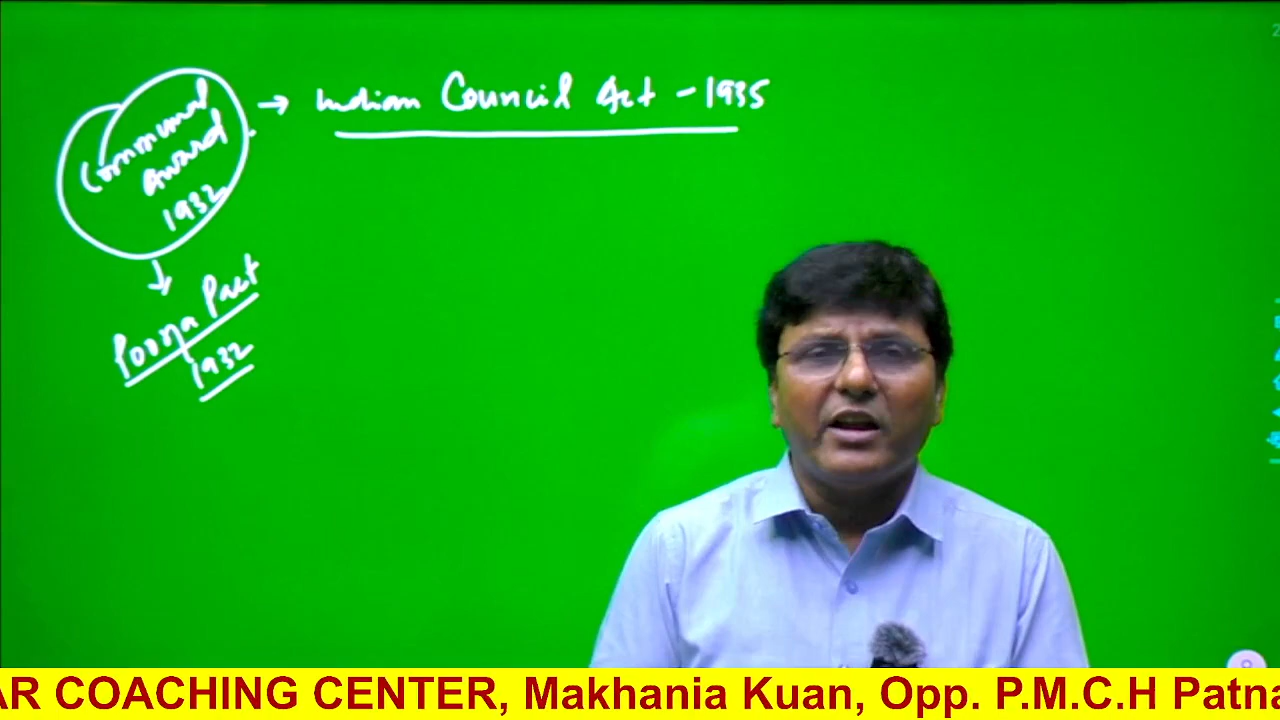 Communal
Award
1932
→ Indian Council Act - 1935
↓
Poona Pact
1932
AR COACHING CENTER, Makhania Kuan, Opp. P.M.C.H Patna